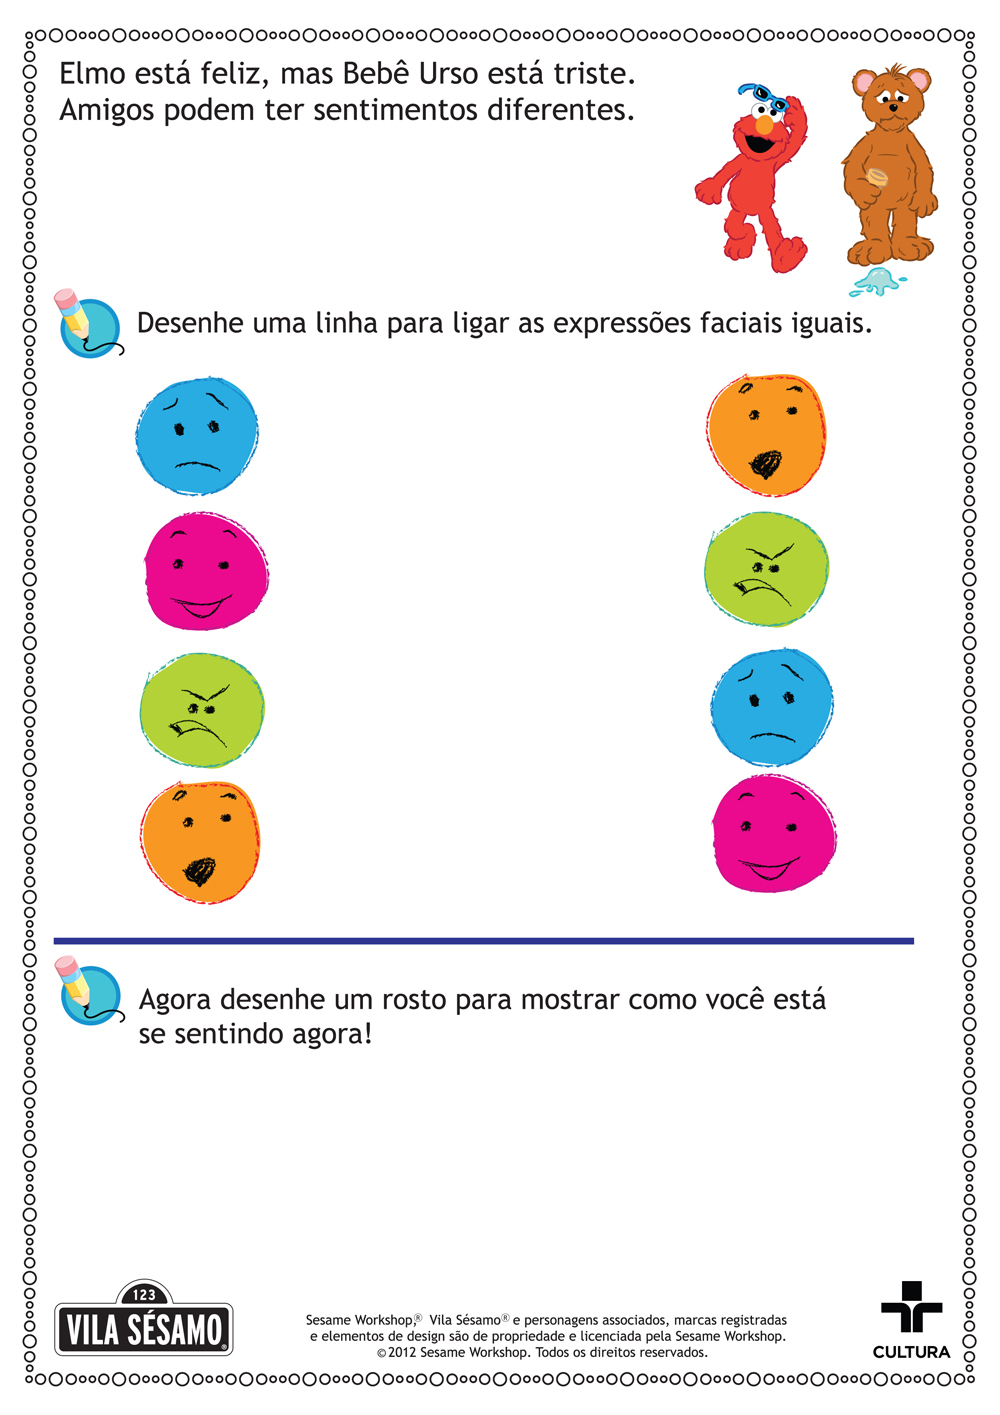 Elmo está feliz, mas Bebê Urso está triste.
Amigos podem ter sentimentos diferentes.
Desenhe uma linha para ligar as expressões faciais iguais.
Agora desenhe um rosto para mostrar como você está
se sentindo agora!
123
VILA SÉSAMO®
Sesame Workshop,® Vila Sésamo® e personagens associados, marcas registradas
e elementos de design são de propriedade e licenciada pela Sesame Workshop.
©2012 Sesame Workshop. Todos os direitos reservados.
CULTURA